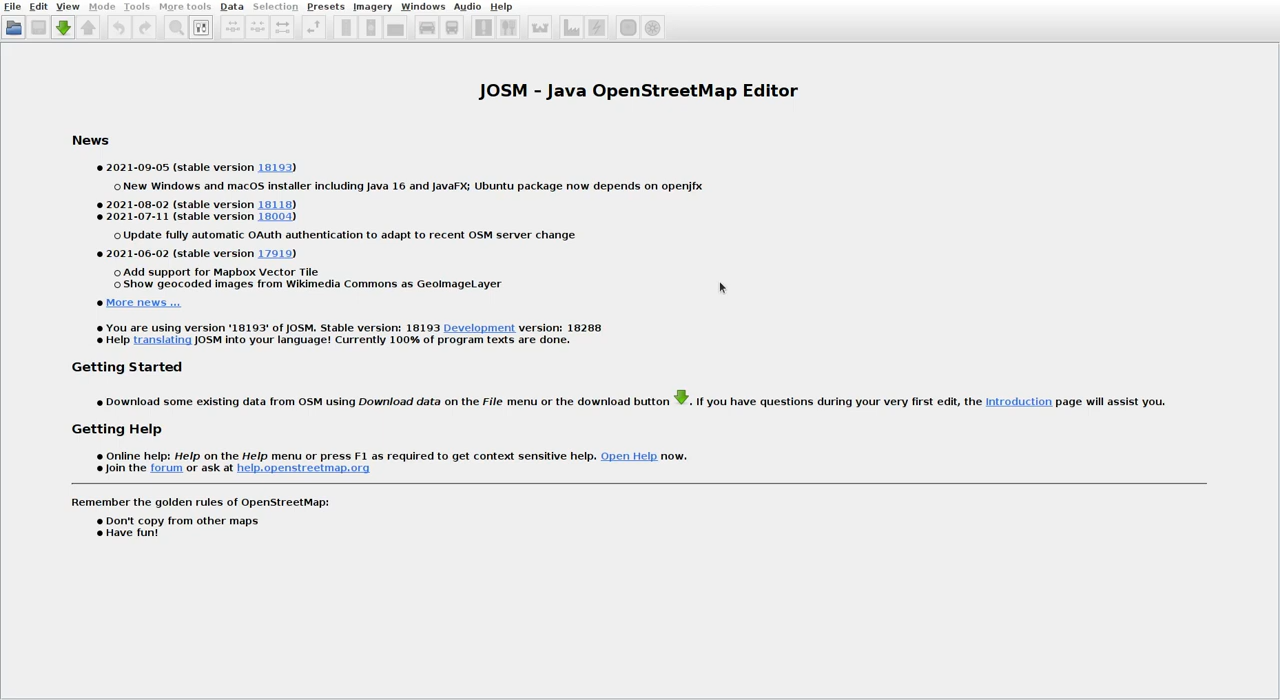 File Edit View Mode Tools More tools Data Selection Presets Imagery Windows Audio Help
JOSM – Java OpenStreetMap Editor
News
2021-09-05 (stable version 18193)
New Windows and macOS installer including Java 16 and JavaFX; Ubuntu package now depends on openjfx
2021-08-02 (stable version 18118)
2021-07-11 (stable version 18004)
Update fully automatic OAuth authentication to adapt to recent OSM server change
2021-06-02 (stable version 17919)
Add support for Mapbox Vector Tile
Show geocoded images from Wikimedia Commons as GeoImageLayer
More news ...
You are using version '18193' of JOSM. Stable version: 18193 Development version: 18288
Help translating JOSM into your language! Currently 100% of program texts are done.
Getting Started
Download some existing data from OSM using Download data on the File menu or the download button . If you have questions during your very first edit, the Introduction page will assist you.
Getting Help
Online help: Help on the Help menu or press F1 as required to get context sensitive help. Open Help now.
Join the forum or ask at help.openstreetmap.org
Remember the golden rules of OpenStreetMap:
Don't copy from other maps
Have fun!